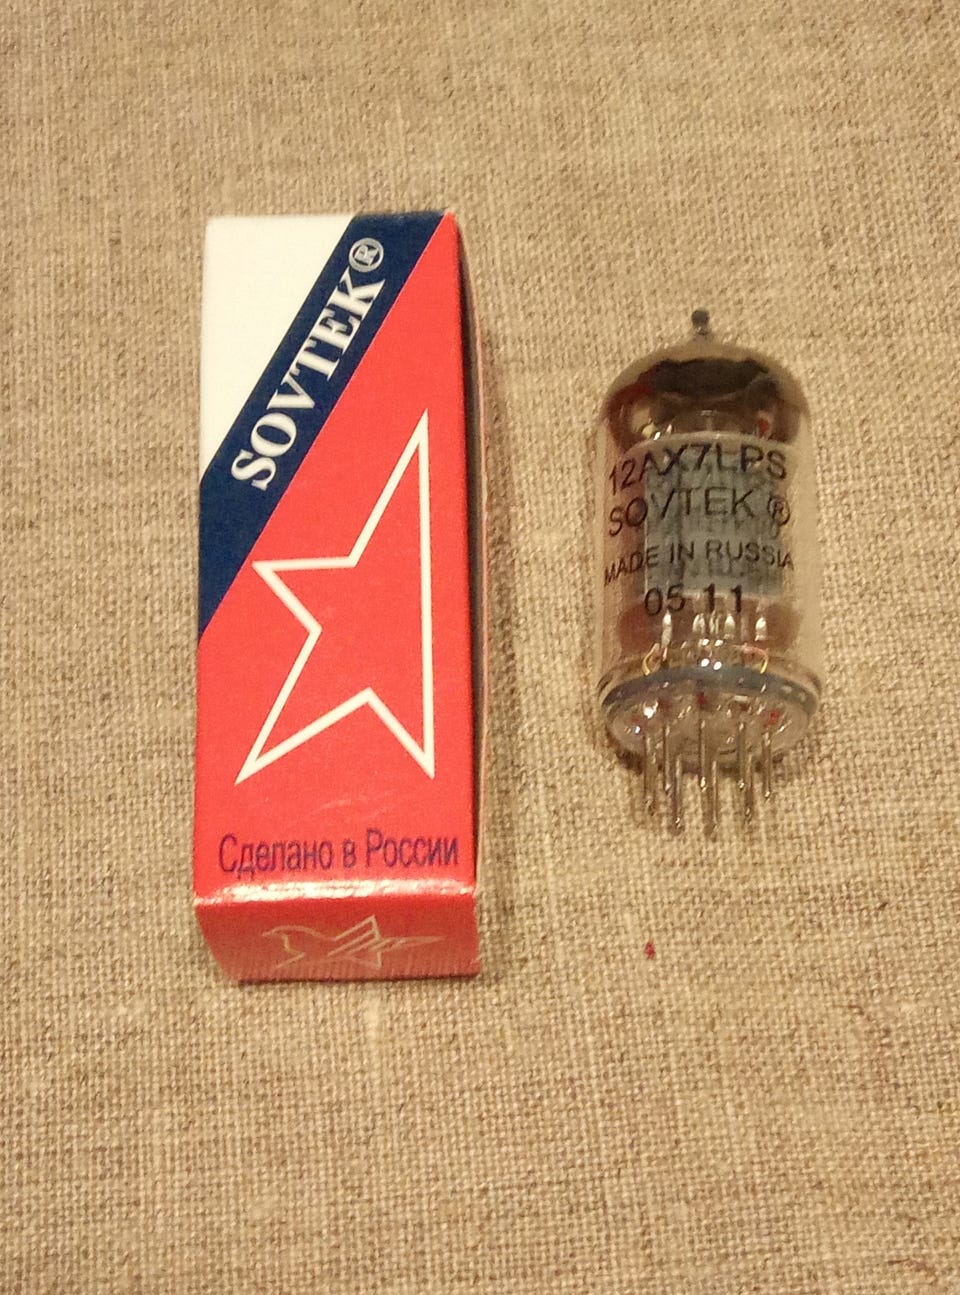 SOVTEK®
Сделано в России
12AX7LPS
SOVTEK ®
MADE IN RUSSIA
05 11